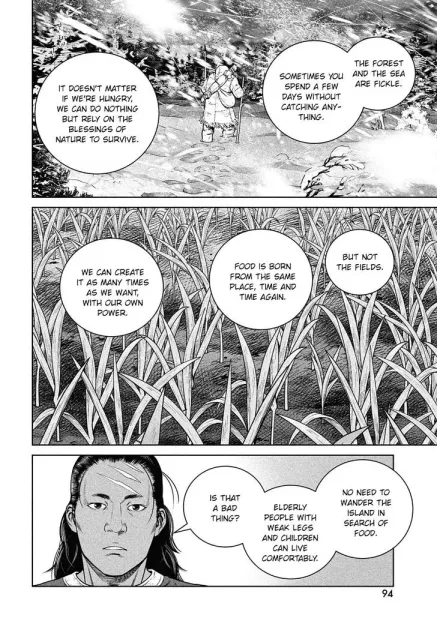 THE FOREST
AND THE SEA
ARE FICKLE.
SOMETIMES YOU
SPEND A FEW
DAYS WITHOUT
CATCHING ANY-
THING.
IT DOESN'T MATTER
IF WE'RE HUNGRY,
WE CAN DO NOTHING
BUT RELY ON THE
BLESSINGS OF
NATURE TO SURVIVE.
BUT NOT
THE FIELDS.
FOOD IS BORN
FROM THE SAME
PLACE, TIME AND
TIME AGAIN.
WE CAN CREATE
IT AS MANY TIMES
AS WE WANT,
WITH OUR OWN
POWER.
NO NEED TO
WANDER THE
ISLAND IN
SEARCH OF
FOOD.
ELDERLY
PEOPLE WITH
WEAK LEGS
AND CHILDREN
CAN LIVE
COMFORTABLY.
IS THAT
A BAD
THING?
94